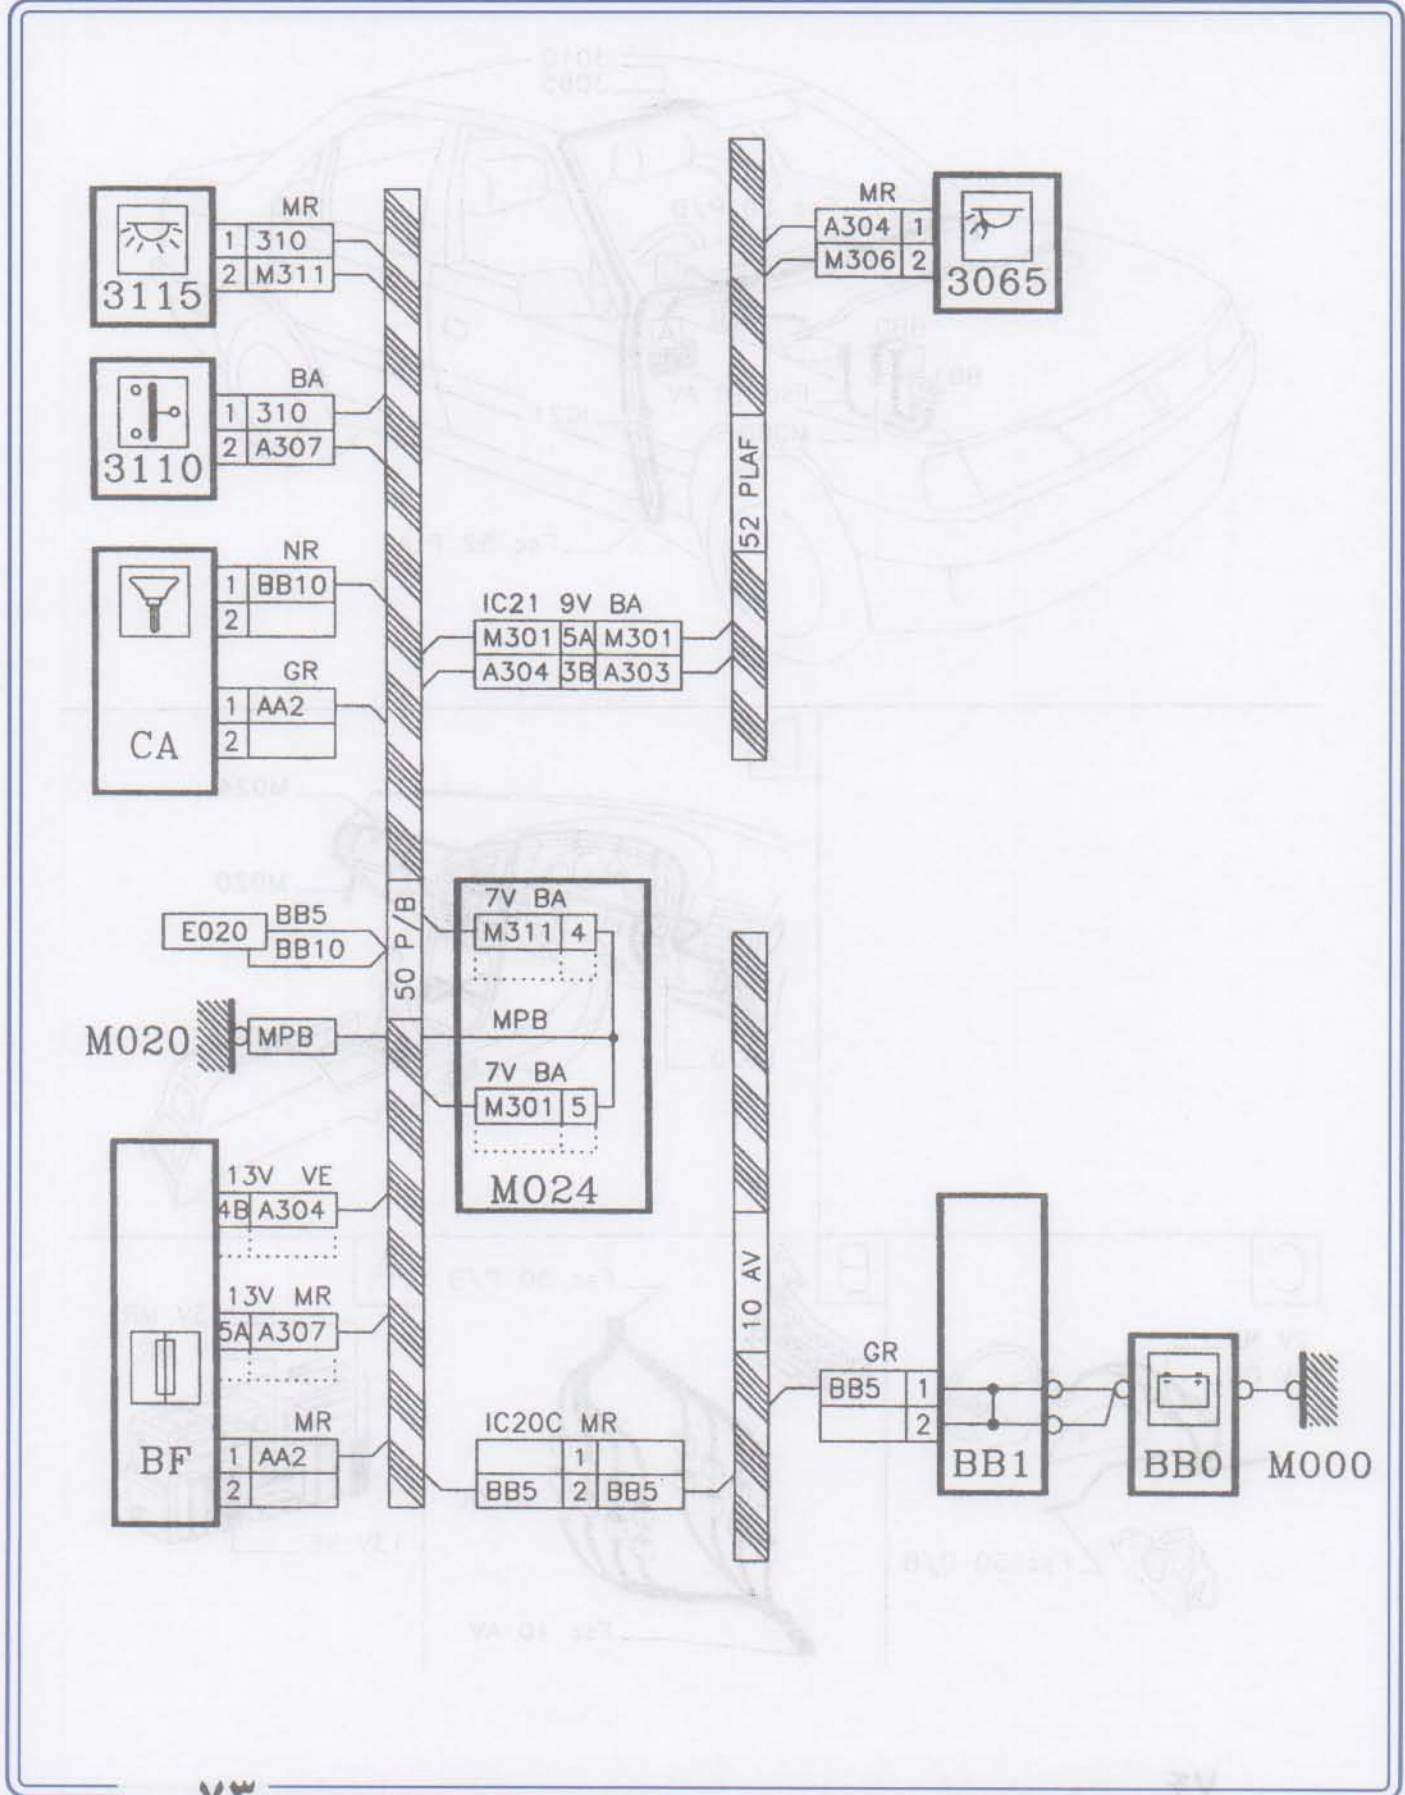 MR
1 310
2 M311
3115
BA
1 310
2 A307
3110
NR
1 BB10
2
GR
1 AA2
2
CA
MR
A304 1
M306 2
3065
52 PLAF
IC21 9V BA
M301 5A M301
A304 3B A303
50 P/B
E020
BB5
BB10
M020
MPB
7V BA
M311 4
MPB
7V BA
M301 5
M024
13V VE
4B A304
13V MR
5A A307
MR
1 AA2
2
BF
10 AV
IC20C MR
1
BB5 2 BB5
GR
BB5 1
2
BB1
BB0
M000
۷۳